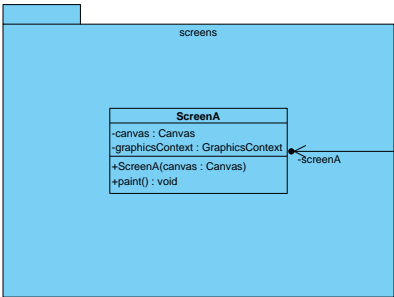 screens
ScreenA
-canvas : Canvas
-graphicsContext : GraphicsContext
+ScreenA(canvas : Canvas)
+paint() : void
-screenA